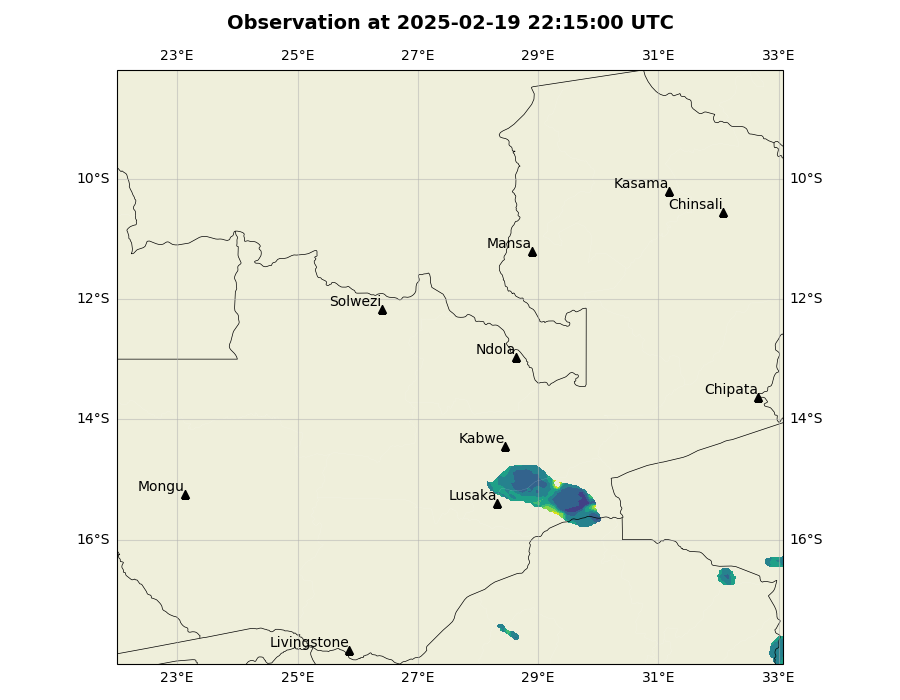 Observation at 2025-02-19 22:15:00 UTC
23°E 25°E 27°E 29°E 31°E 33°E
10°S 10°S
Kasama
Chinsali
Mansa
12°S 12°S
Solwezi
Ndola
Chipata
14°S 14°S
Kabwe
Mongu
Lusaka
16°S 16°S
Livingstone
23°E 25°E 27°E 29°E 31°E 33°E